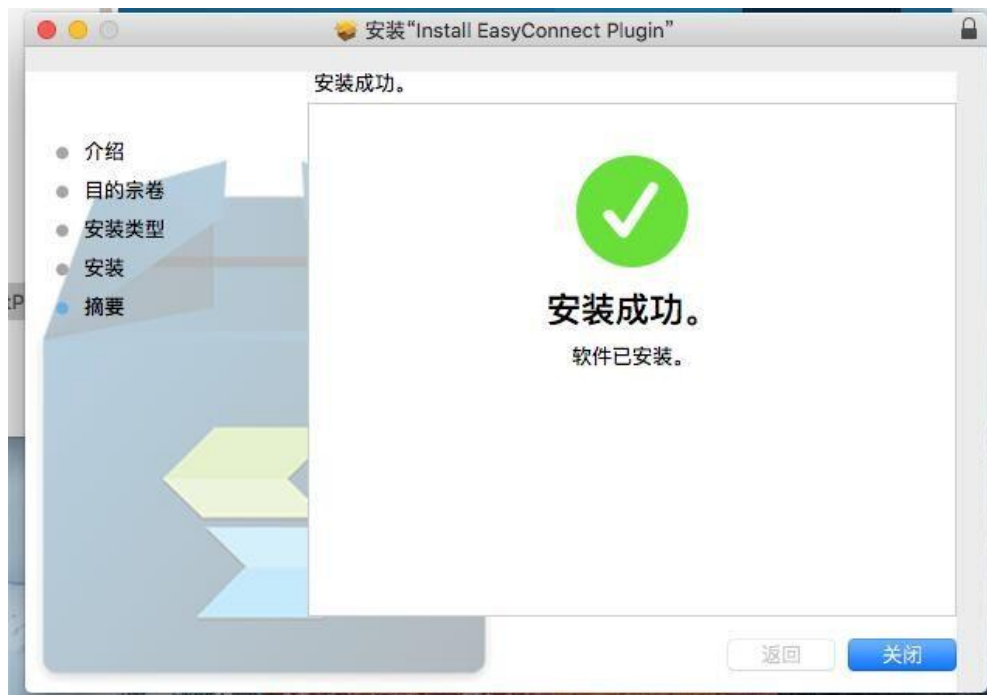 安装“Install EasyConnect Plugin”
安装成功。
介绍
目的宗卷
安装类型
安装
摘要
安装成功。
软件已安装。
返回
关闭